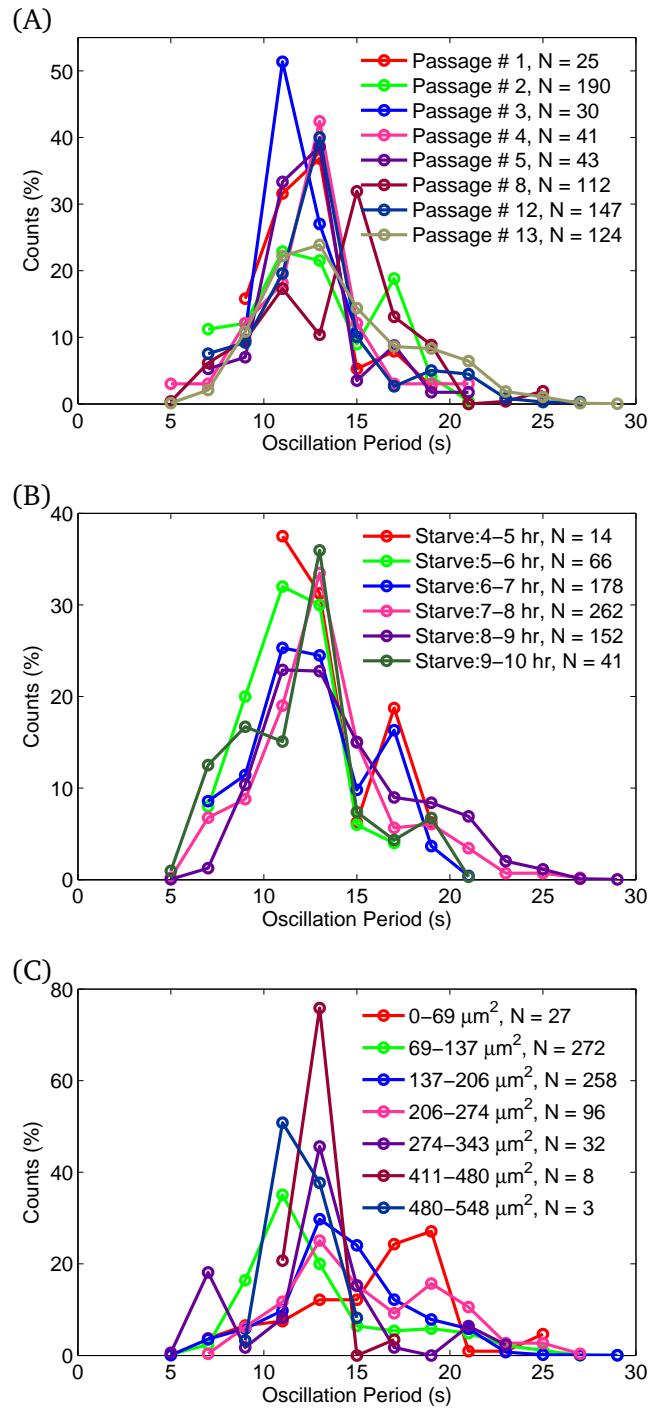 (A)
50
40
30
20
10
0
Counts (%)
Passage # 1, N = 25
Passage # 2, N = 190
Passage # 3, N = 30
Passage # 4, N = 41
Passage # 5, N = 43
Passage # 8, N = 112
Passage # 12, N = 147
Passage # 13, N = 124
0 5 10 15 20 25 30
Oscillation Period (s)
(B)
40
30
20
10
0
Counts (%)
Starve:4−5 hr, N = 14
Starve:5−6 hr, N = 66
Starve:6−7 hr, N = 178
Starve:7−8 hr, N = 262
Starve:8−9 hr, N = 152
Starve:9−10 hr, N = 41
0 5 10 15 20 25 30
Oscillation Period (s)
(C)
80
60
40
20
0
Counts (%)
0−69 μm², N = 27
69−137 μm², N = 272
137−206 μm², N = 258
206−274 μm², N = 96
274−343 μm², N = 32
411−480 μm², N = 8
480−548 μm², N = 3
0 5 10 15 20 25 30
Oscillation Period (s)